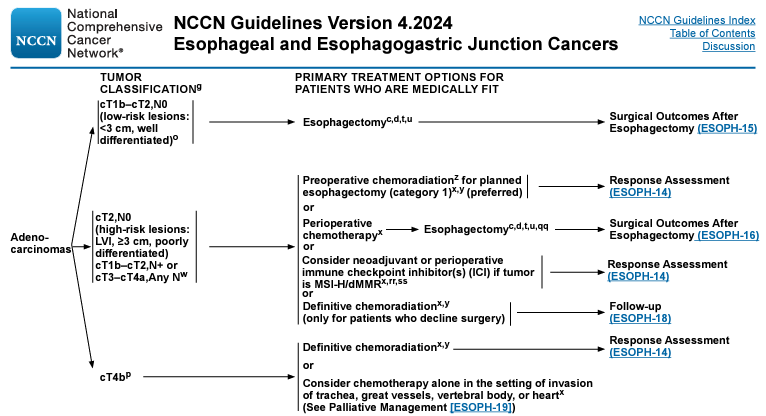 NCCN
National
Comprehensive
Cancer
Network®
NCCN Guidelines Version 4.2024
Esophageal and Esophagogastric Junction Cancers
NCCN Guidelines Index
Table of Contents
Discussion
TUMOR
CLASSIFICATIONg
PRIMARY TREATMENT OPTIONS FOR
PATIENTS WHO ARE MEDICALLY FIT
Adeno-
carcinomas
cT1b–cT2,N0
(low-risk lesions:
<3 cm, well
differentiated)o
Esophagectomyc,d,t,u
Surgical Outcomes After
Esophagectomy (ESOPH-15)
cT2,N0
(high-risk lesions:
LVI, ≥3 cm, poorly
differentiated)
cT1b–cT2,N+ or
cT3–cT4a,Any Nw
Preoperative chemoradiationz for planned
esophagectomy (category 1)x,y (preferred)
Response Assessment
(ESOPH-14)
or
Perioperative
chemotherapyx
Esophagectomyc,d,t,u,qq
Surgical Outcomes After
Esophagectomy (ESOPH-16)
or
Consider neoadjuvant or perioperative
immune checkpoint inhibitor(s) (ICI) if tumor
is MSI-H/dMMRx,rr,ss
Response Assessment
(ESOPH-14)
or
Definitive chemoradiationx,y
(only for patients who decline surgery)
Follow-up
(ESOPH-18)
cT4bp
Definitive chemoradiationx,y
Response Assessment
(ESOPH-14)
or
Consider chemotherapy alone in the setting of invasion
of trachea, great vessels, vertebral body, or heartx
(See Palliative Management [ESOPH-19])